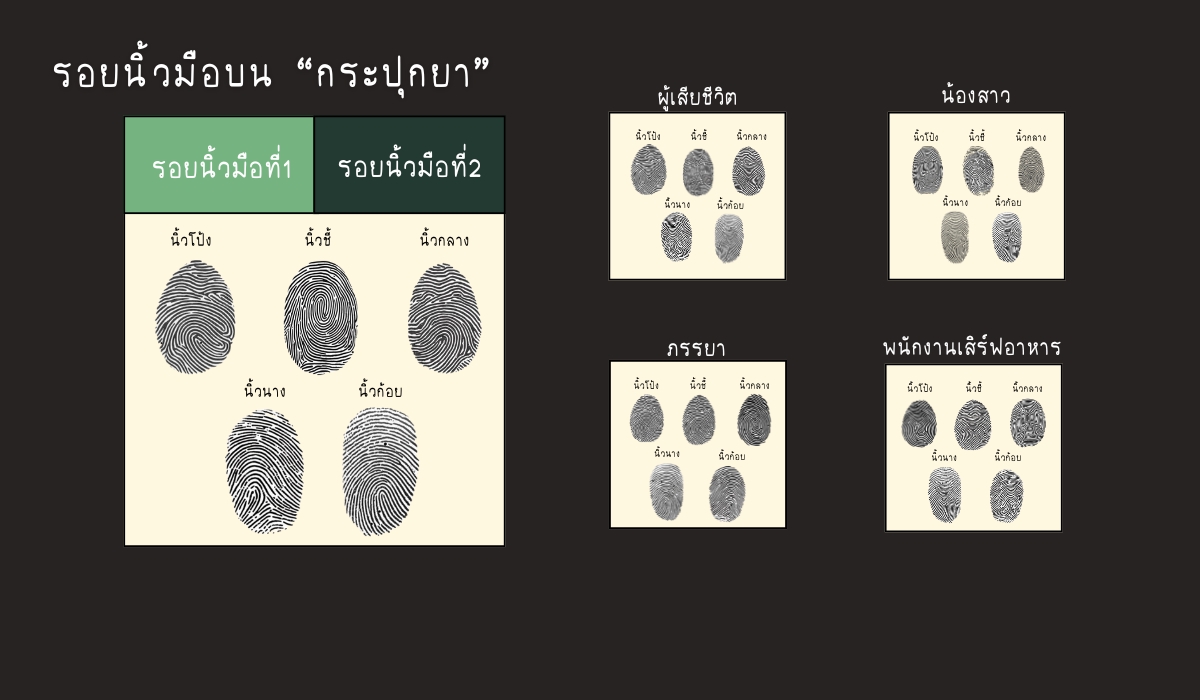 รอยนิ้วมือบน “กระปุกยา”
รอยนิ้วมือที่1 รอยนิ้วมือที่2
นิ้วโป้ง นิ้วชี้ นิ้วกลาง
นิ้วนาง นิ้วก้อย
ผู้เสียชีวิต
นิ้วโป้ง นิ้วชี้ นิ้วกลาง
นิ้วนาง นิ้วก้อย
น้องสาว
นิ้วโป้ง นิ้วชี้ นิ้วกลาง
นิ้วนาง นิ้วก้อย
ภรรยา
นิ้วโป้ง นิ้วชี้ นิ้วกลาง
นิ้วนาง นิ้วก้อย
พนักงานเสิร์ฟอาหาร
นิ้วโป้ง นิ้วชี้ นิ้วกลาง
นิ้วนาง นิ้วก้อย